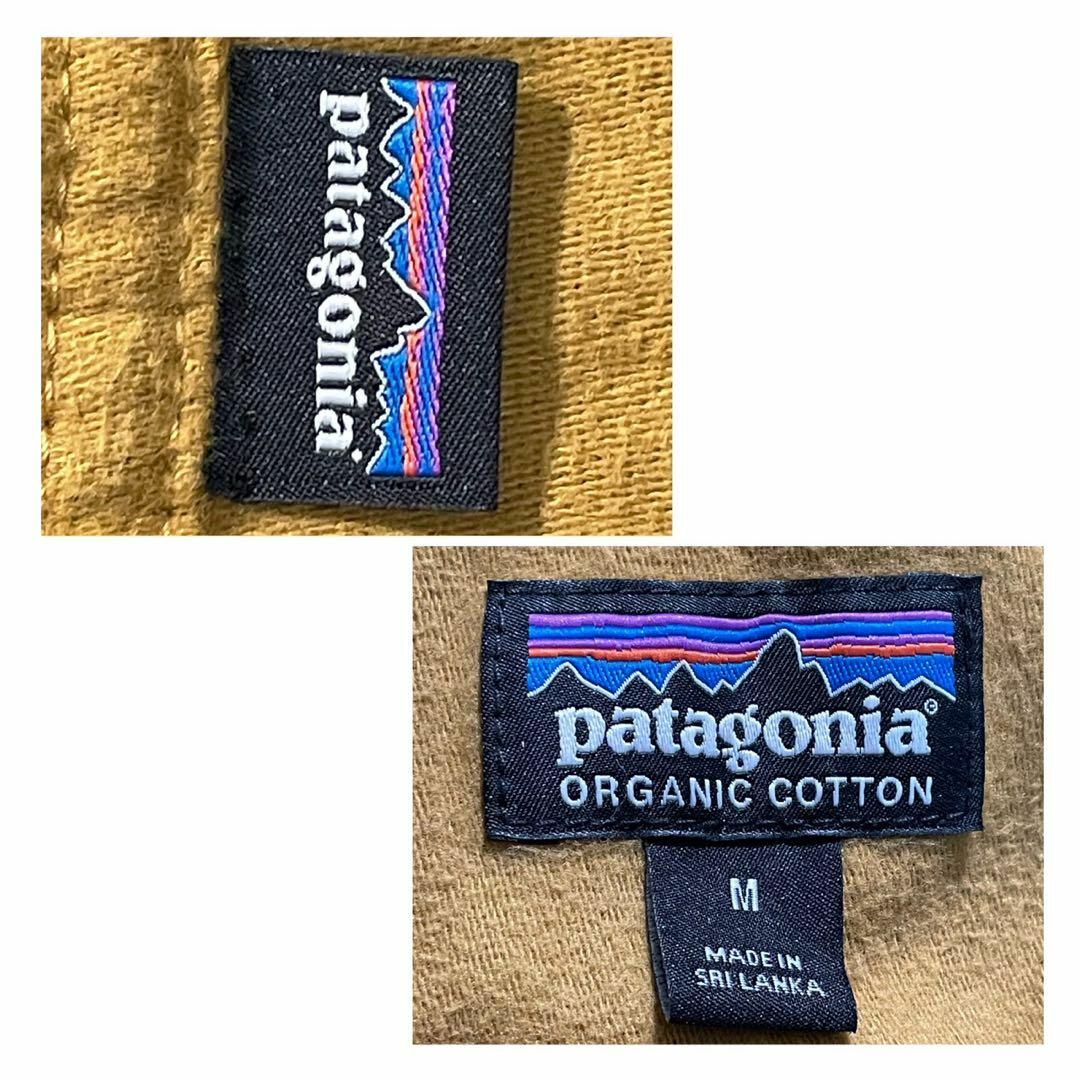 patagonia
patagonia®
ORGANIC COTTON
M
MADE IN
SRI LANKA